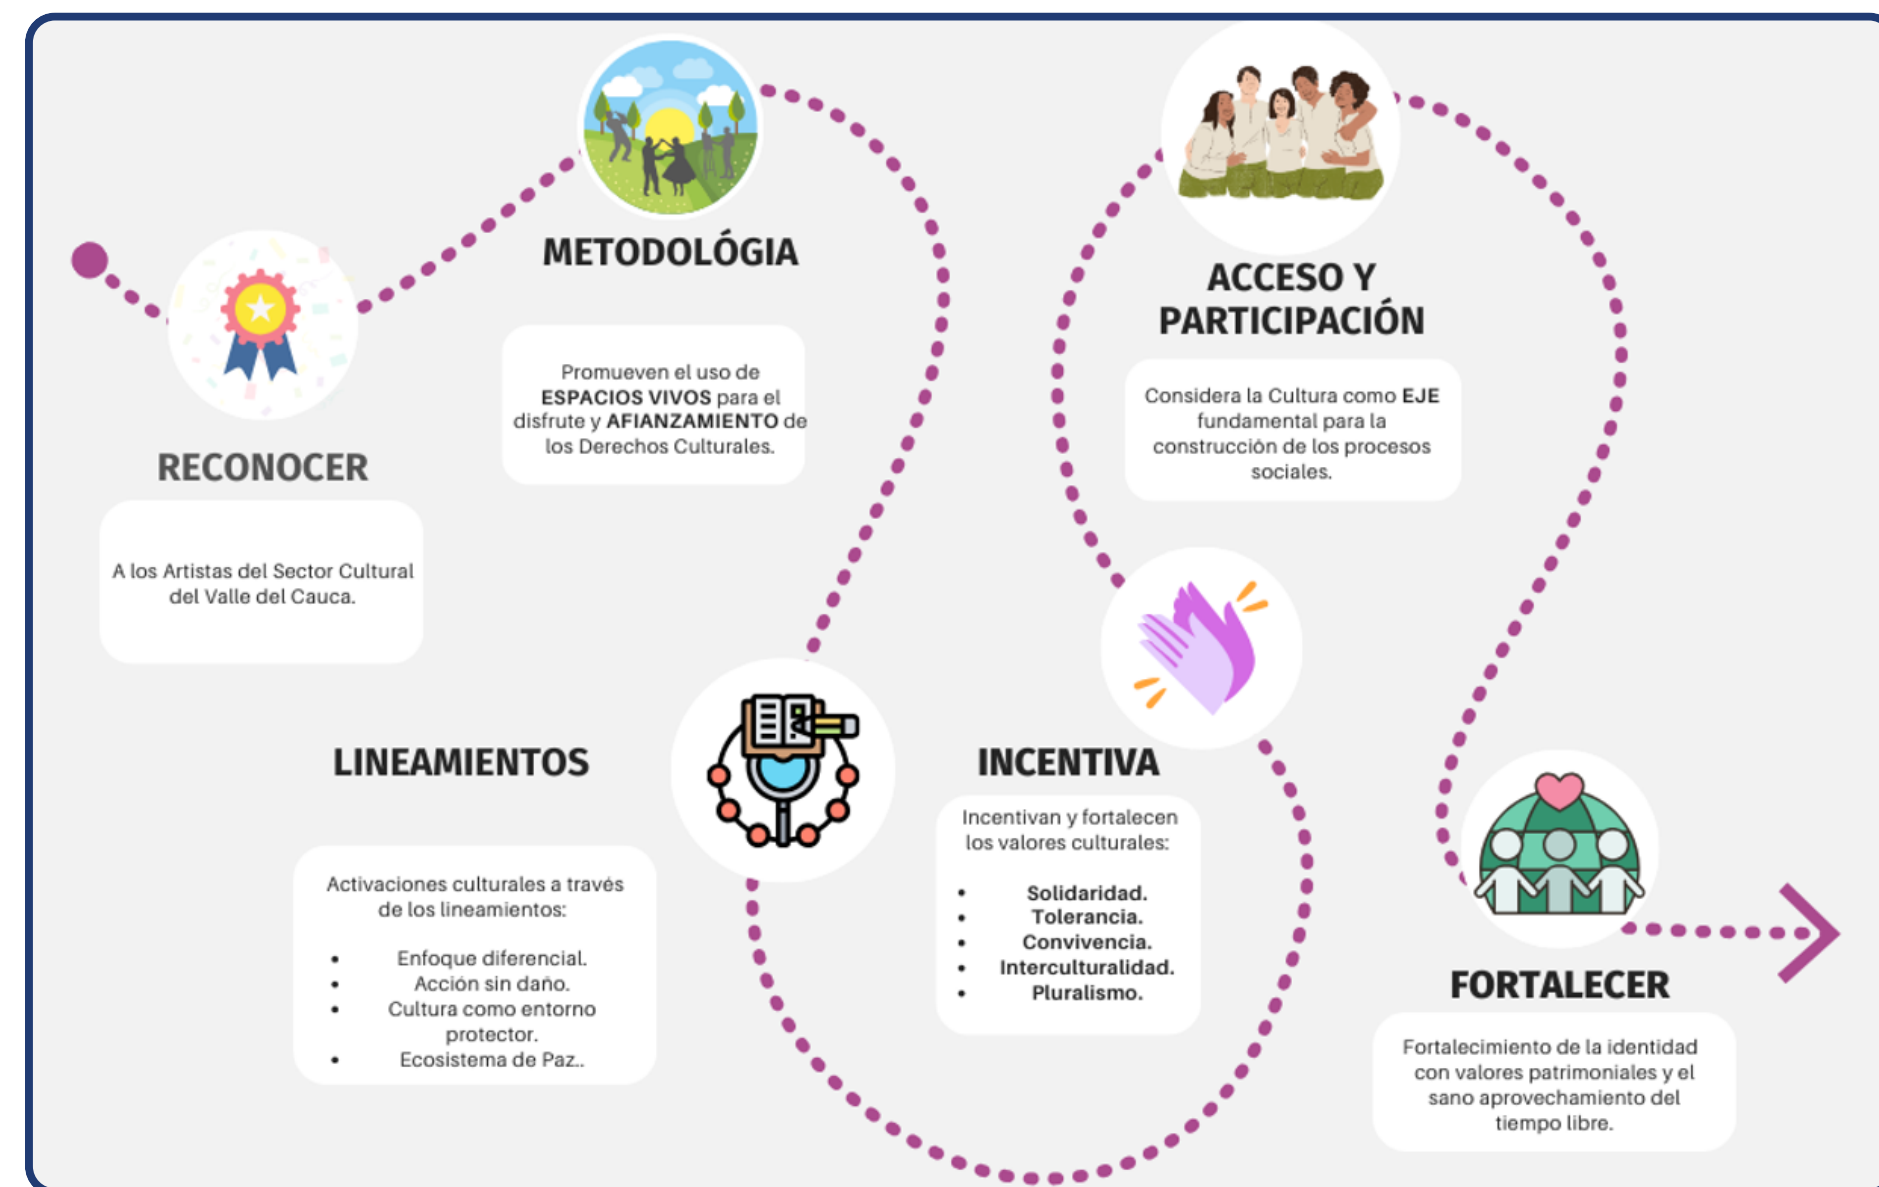 RECONOCER
A los Artistas del Sector Cultural
del Valle del Cauca.
METODOLÓGIA
Promueven el uso de
ESPACIOS VIVOS para el
disfrute y AFIANZAMIENTO de
los Derechos Culturales.
LINEAMIENTOS
Activaciones culturales a través
de los lineamientos:
• Enfoque diferencial.
• Acción sin daño.
• Cultura como entorno
protector.
• Ecosistema de Paz..
INCENTIVA
Incentivan y fortalecen
los valores culturales:
• Solidaridad.
• Tolerancia.
• Convivencia.
• Interculturalidad.
• Pluralismo.
ACCESO Y
PARTICIPACIÓN
Considera la Cultura como EJE
fundamental para la
construcción de los procesos
sociales.
FORTALECER
Fortalecimiento de la identidad
con valores patrimoniales y el
sano aprovechamiento del
tiempo libre.